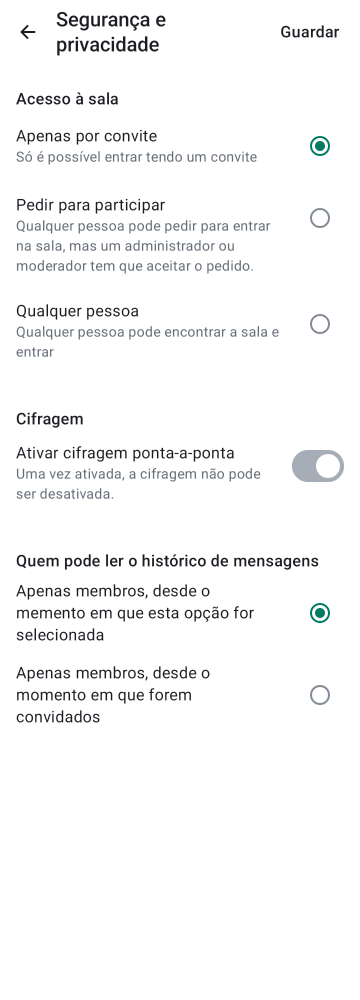 Segurança e
privacidade
Guardar
Acesso à sala
Apenas por convite
Só é possível entrar tendo um convite
Pedir para participar
Qualquer pessoa pode pedir para entrar
na sala, mas um administrador ou
moderador tem que aceitar o pedido.
Qualquer pessoa
Qualquer pessoa pode encontrar a sala e
entrar
Cifragem
Ativar cifragem ponta-a-ponta
Uma vez ativada, a cifragem não pode
ser desativada.
Quem pode ler o histórico de mensagens
Apenas membros, desde o
memento em que esta opção for
selecionada
Apenas membros, desde o
momento em que forem
convidados